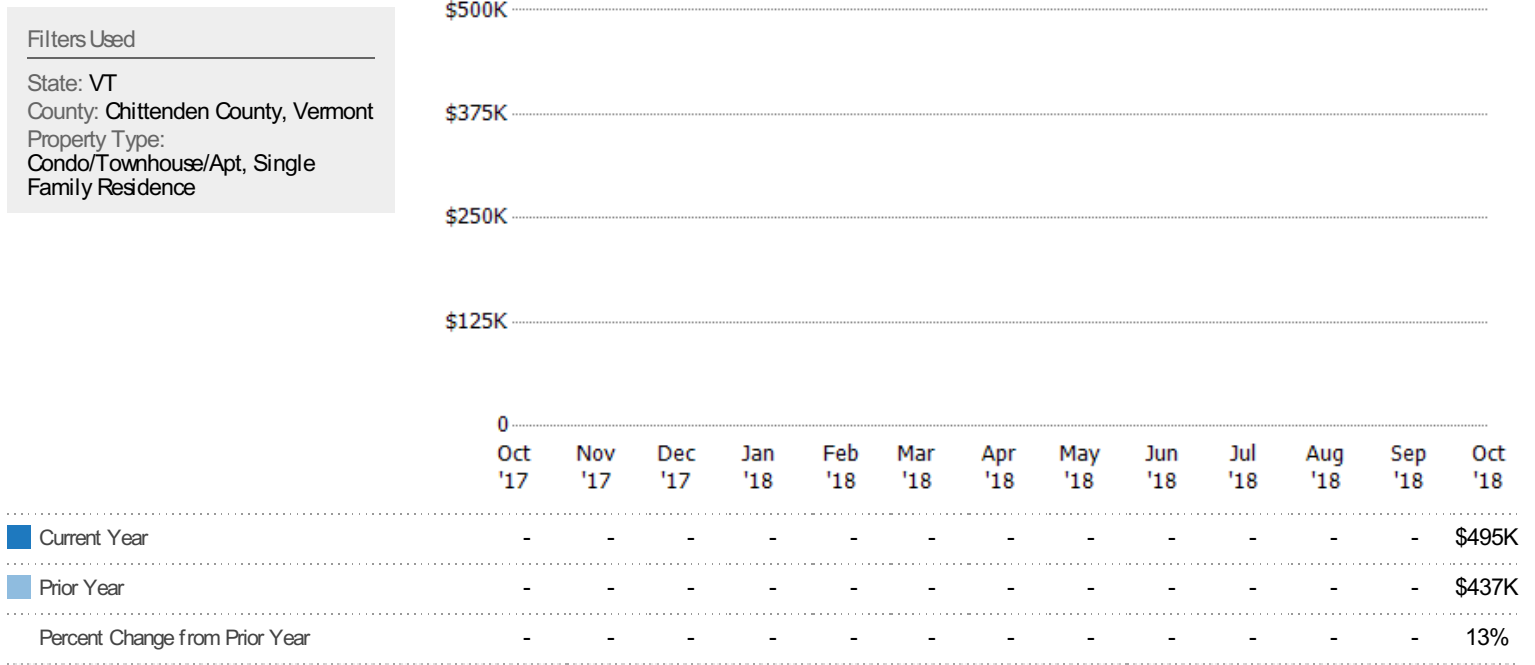 Filters Used
State: VT
County: Chittenden County, Vermont
Property Type:
Condo/Townhouse/Apt, Single
Family Residence
$500K
$375K
$250K
$125K
0
Oct Nov Dec Jan Feb Mar Apr May Jun Jul Aug Sep Oct
'17 '17 '17 '18 '18 '18 '18 '18 '18 '18 '18 '18 '18
Current Year - - - - - - - - - - - - $495K
Prior Year - - - - - - - - - - - - $437K
Percent Change from Prior Year - - - - - - - - - - - - 13%